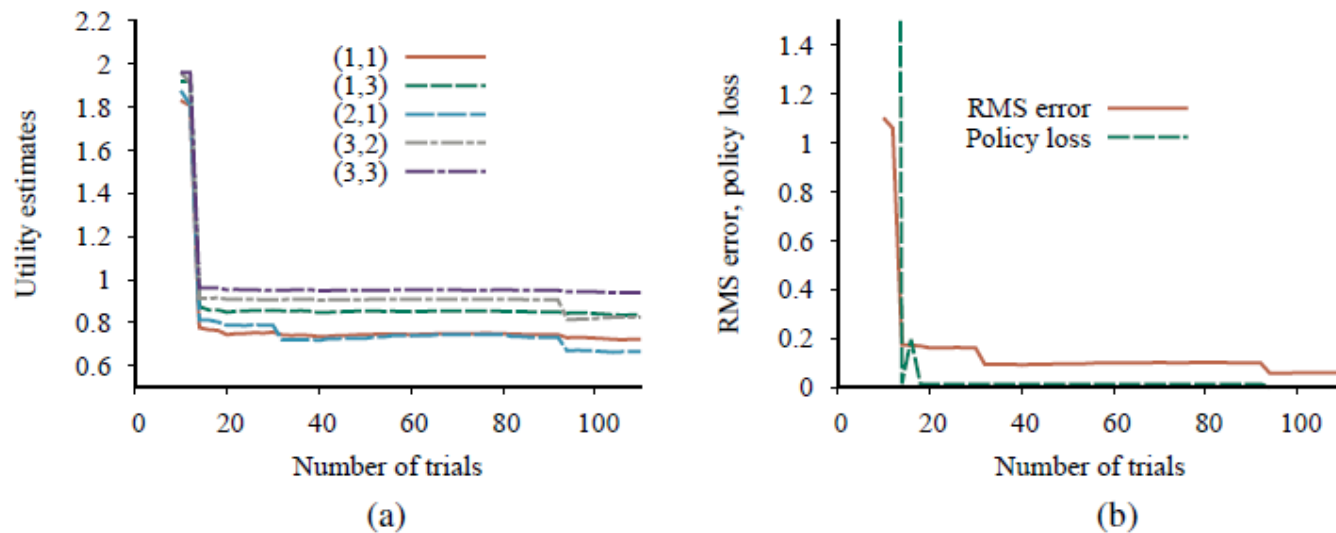 2.2
2
1.8
1.6
1.4
1.2
1
0.8
0.6
Utility estimates
(1,1)
(1,3)
(2,1)
(3,2)
(3,3)
0 20 40 60 80 100
Number of trials
(a)
1.4
1.2
1
0.8
0.6
0.4
0.2
0
RMS error, policy loss
RMS error
Policy loss
0 20 40 60 80 100
Number of trials
(b)